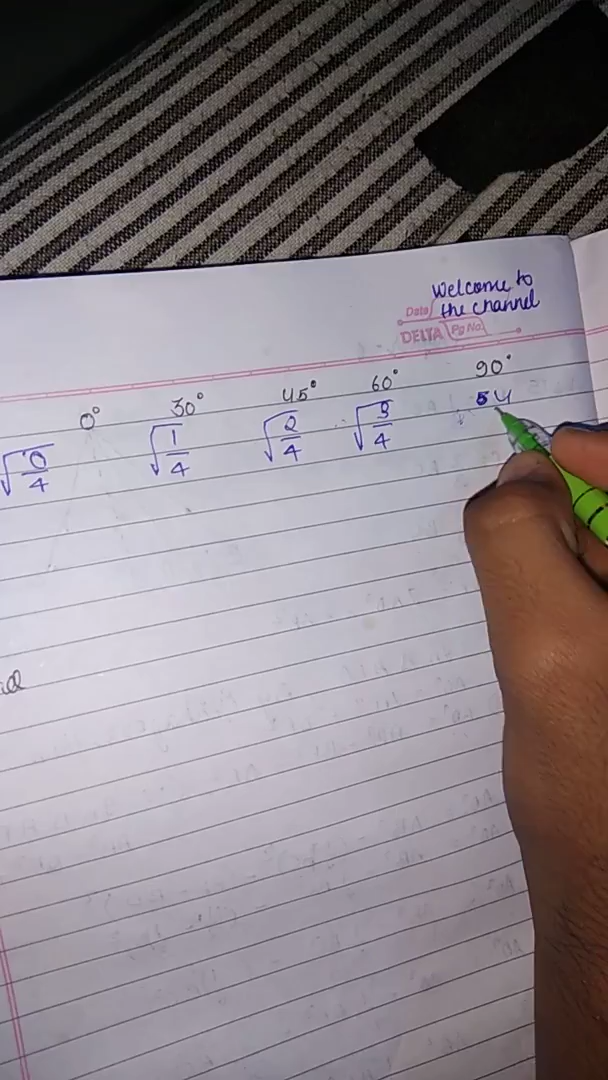 Welcome to
the channel
Date
DELTA Pg No.
0° 30° 45° 60° 90°
√0/4 √1/4 √2/4 √3/4 54